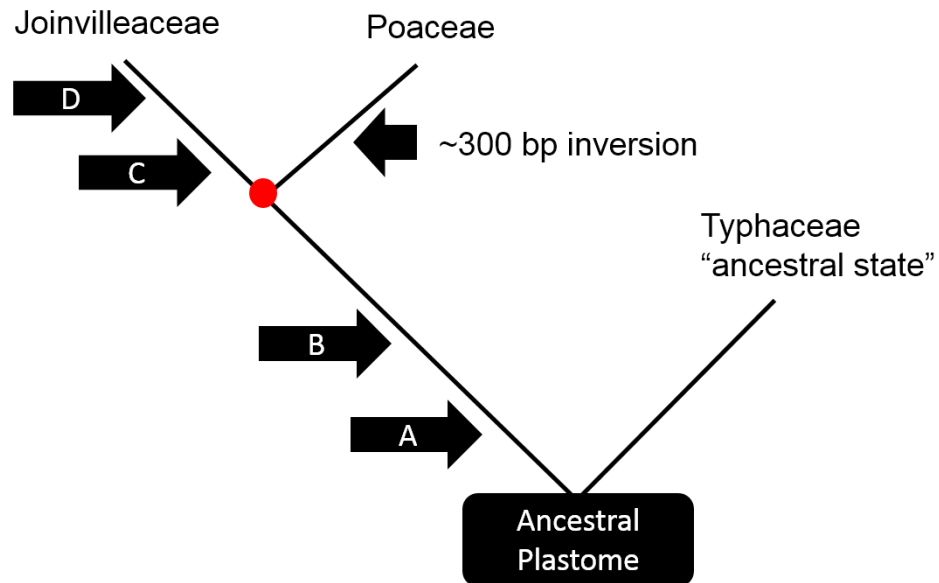 Joinvilleaceae
Poaceae
D
~300 bp inversion
C
Typhaceae
“ancestral state”
B
A
Ancestral
Plastome